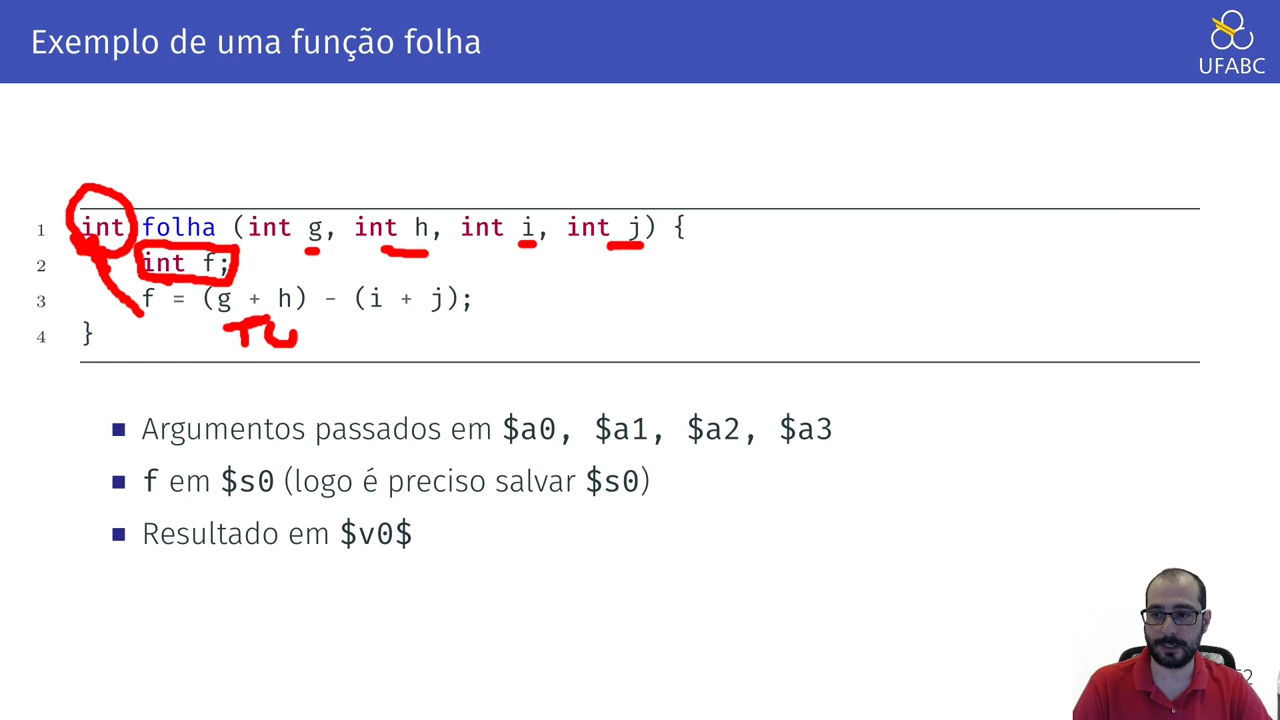 Exemplo de uma função folha
UFABC
1 int folha (int g, int h, int i, int j) {
2 int f;
3 f = (g + h) - (i + j);
4 }
■ Argumentos passados em $a0, $a1, $a2, $a3
■ f em $s0 (logo é preciso salvar $s0)
■ Resultado em $v0$